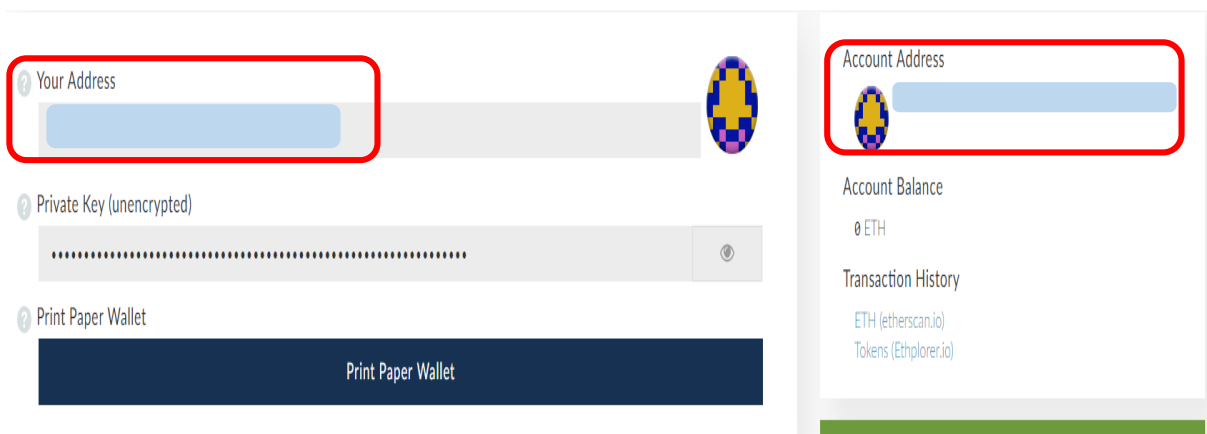 Your Address
Private Key (unencrypted)
••••••••••••••••••••••••••••••••••••••••••••••••••••••••••••••••
Print Paper Wallet
Print Paper Wallet
Account Address
Account Balance
0 ETH
Transaction History
ETH (etherscan.io)
Tokens (Ethplorer.io)